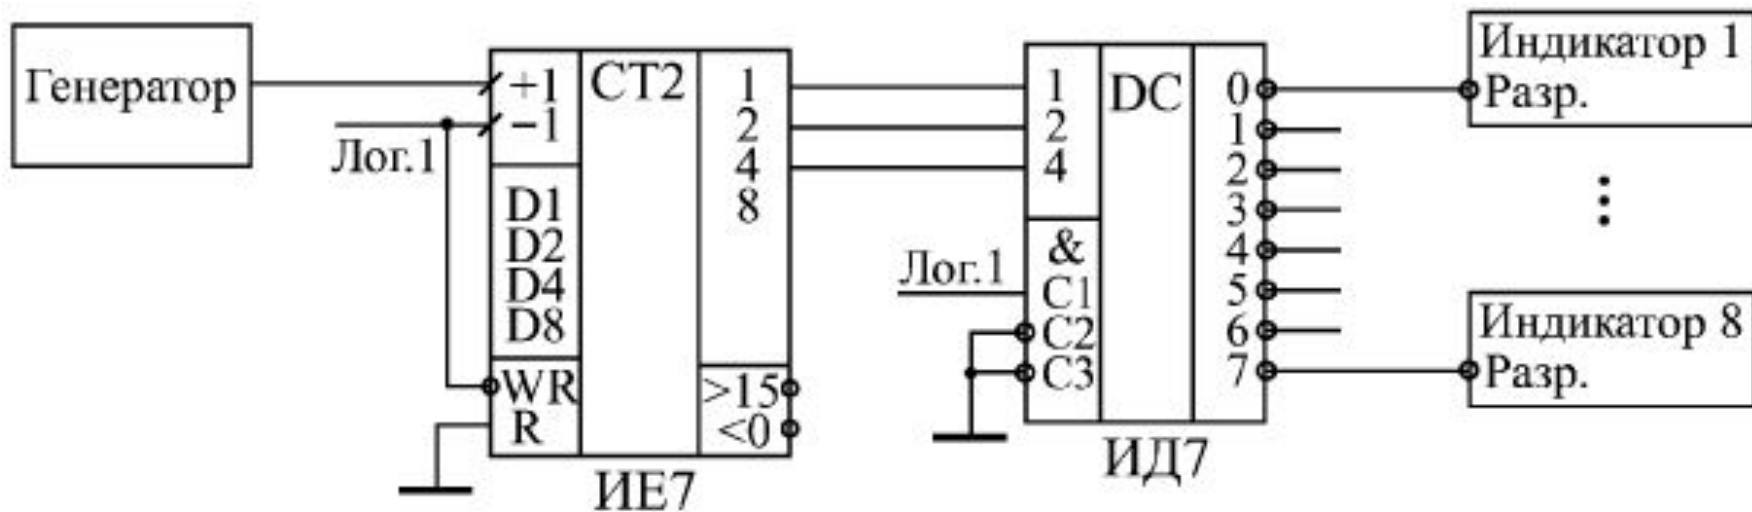 Генератор
Лог.1
+1
−1
D1
D2
D4
D8
WR
R
CT2
1
2
4
8
>15
<0
ИЕ7
Лог.1
1
2
4
&
C1
C2
C3
DC
0
1
2
3
4
5
6
7
ИД7
Индикатор 1
Разр.
Индикатор 8
Разр.